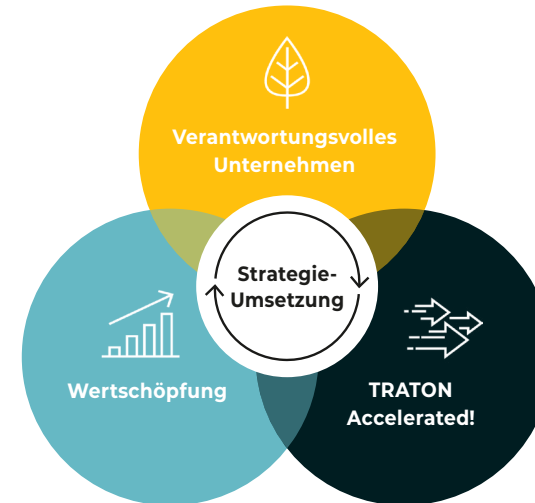 Verantwortungsvolles
Unternehmen
Strategie-
Umsetzung
Wertschöpfung
TRATON
Accelerated!